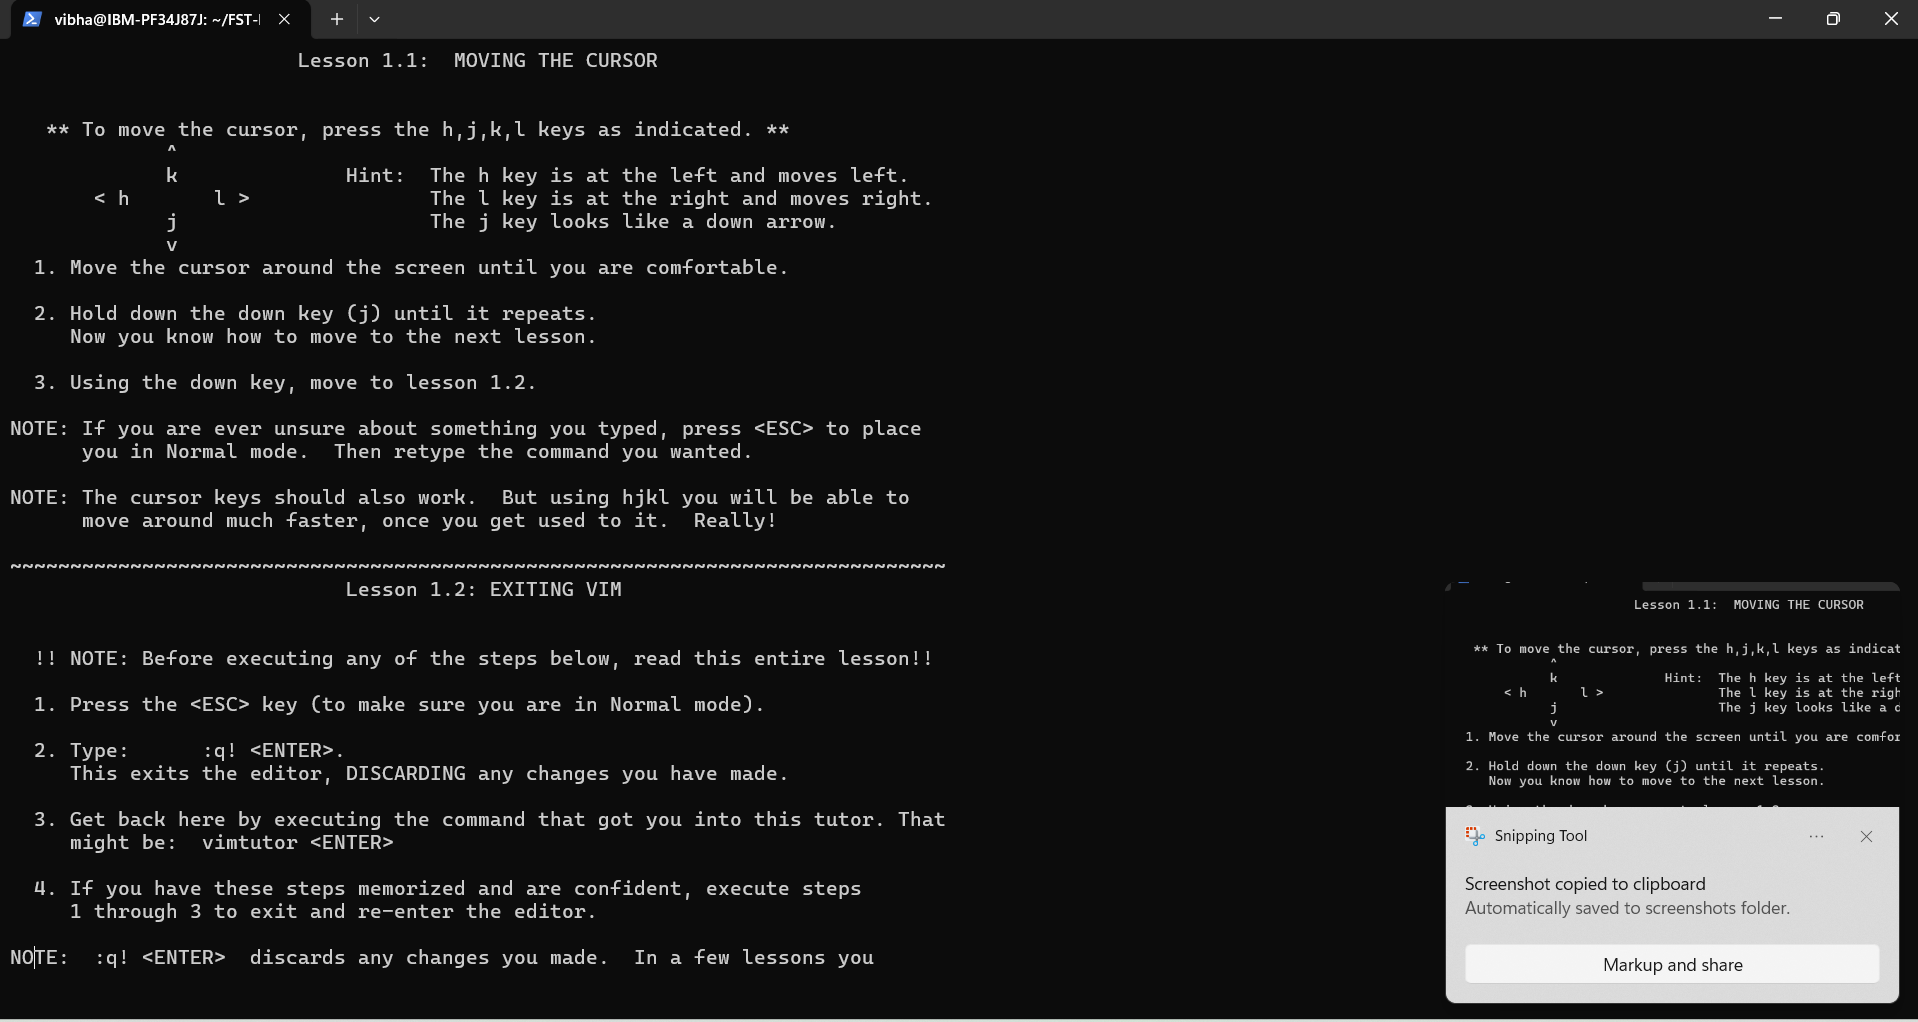 vibha@IBM-PF34J87J: ~/FST-
Lesson 1.1:  MOVING THE CURSOR
** To move the cursor, press the h,j,k,l keys as indicated. **
^
k              Hint:  The h key is at the left and moves left.
< h       l >               The l key is at the right and moves right.
j                     The j key looks like a down arrow.
v
1. Move the cursor around the screen until you are comfortable.
2. Hold down the down key (j) until it repeats.
Now you know how to move to the next lesson.
3. Using the down key, move to lesson 1.2.
NOTE: If you are ever unsure about something you typed, press <ESC> to place
you in Normal mode.  Then retype the command you wanted.
NOTE: The cursor keys should also work.  But using hjkl you will be able to
move around much faster, once you get used to it.  Really!
~~~~~~~~~~~~~~~~~~~~~~~~~~~~~~~~~~~~~~~~~~~~~~~~~~~~~~~~~~~~~~~~~~~~~~~~~~~~~~
Lesson 1.2: EXITING VIM
!! NOTE: Before executing any of the steps below, read this entire lesson!!
1. Press the <ESC> key (to make sure you are in Normal mode).
2. Type:      :q! <ENTER>.
This exits the editor, DISCARDING any changes you have made.
3. Get back here by executing the command that got you into this tutor. That
might be:  vimtutor <ENTER>
4. If you have these steps memorized and are confident, execute steps
1 through 3 to exit and re-enter the editor.
NOTE:  :q! <ENTER>  discards any changes you made.  In a few lessons you
Lesson 1.1:  MOVING THE CURSOR
** To move the cursor, press the h,j,k,l keys as indicat
^
k              Hint:  The h key is at the left
< h       l >               The l key is at the righ
j                     The j key looks like a d
v
1. Move the cursor around the screen until you are comfor
2. Hold down the down key (j) until it repeats.
Now you know how to move to the next lesson.
Snipping Tool
Screenshot copied to clipboard
Automatically saved to screenshots folder.
Markup and share